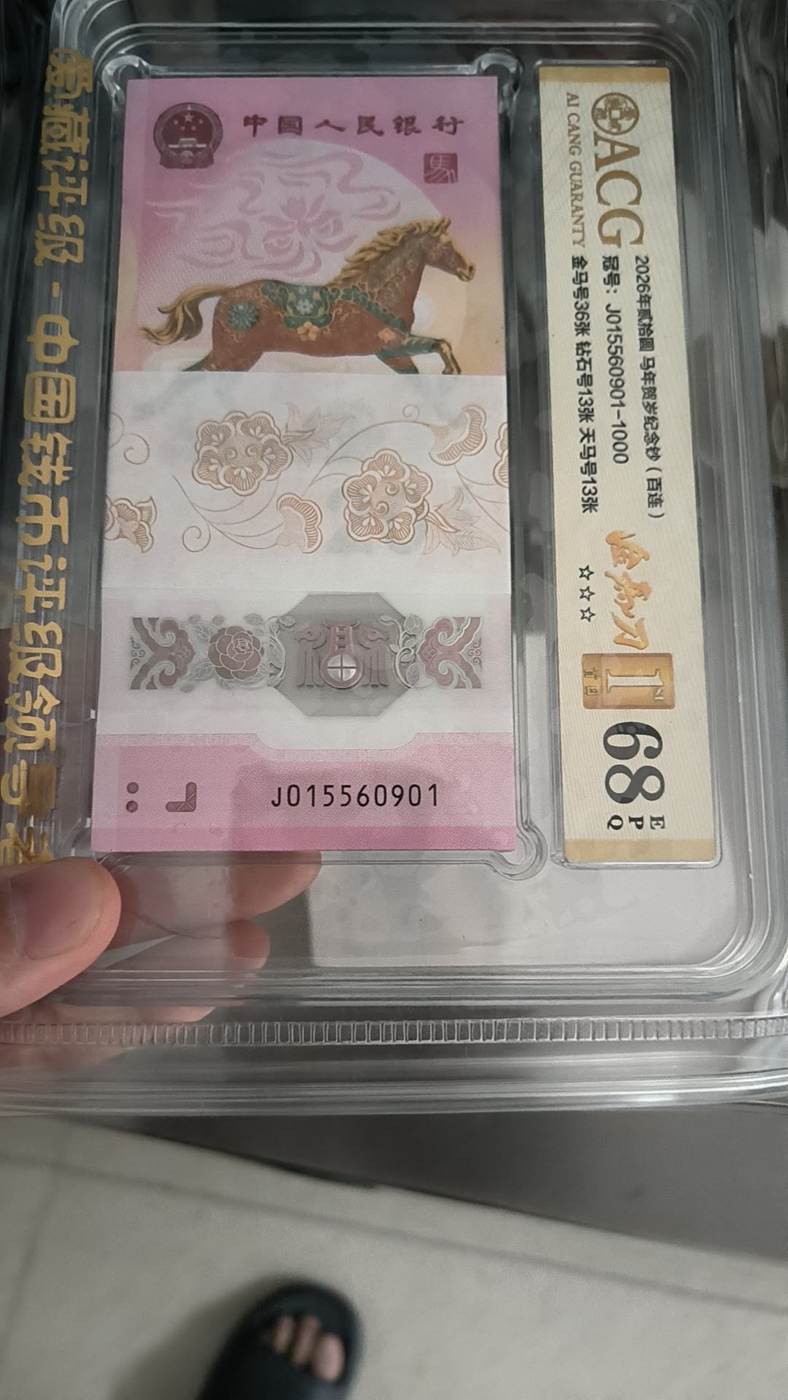 中国人民银行
馬
J015560901
ACG
AI CANG GUARANTY
2026年贰拾圆 马年贺岁纪念钞（百连）
冠号：J015560901-1000
金马号36张 钻石号13张 天马号13张
☆☆☆
1ST
68
E
P
Q
爱藏评级-中国钱币评级领导者